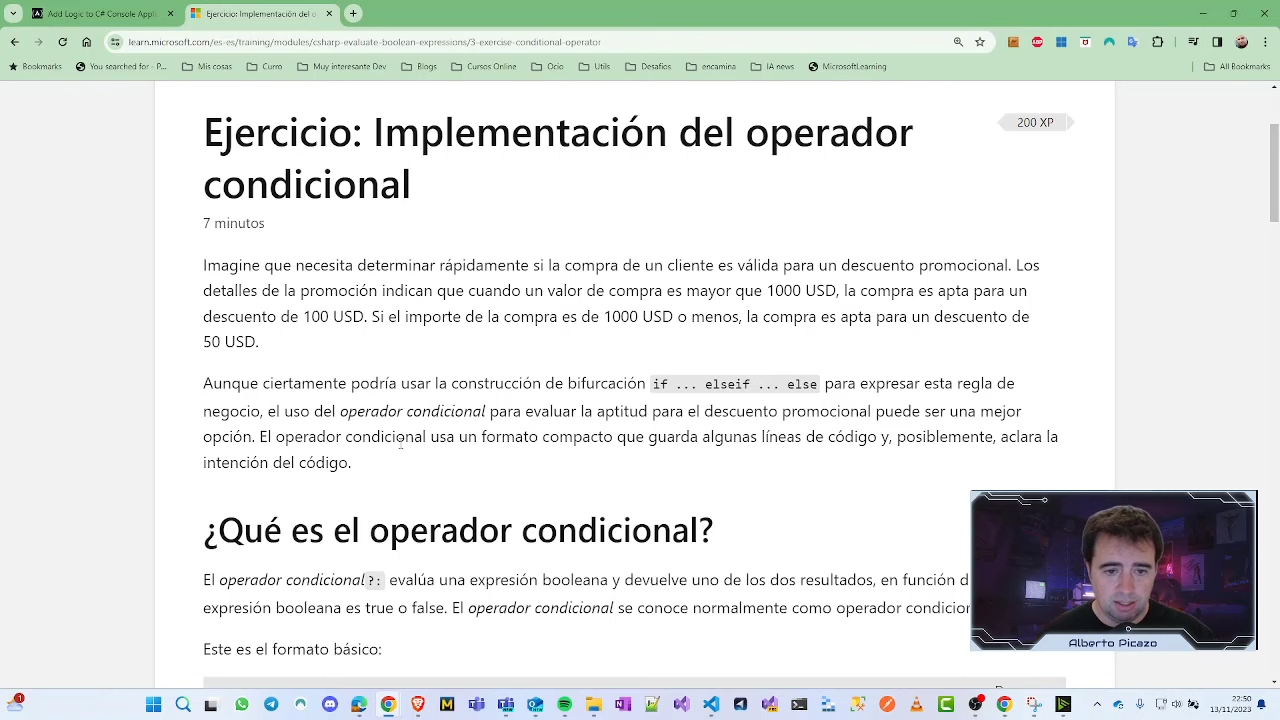 Add Logic to C# Console Appli
Ejercicio: Implementación del o
learn.microsoft.com/es-es/training/modules/csharp-evaluate-boolean-expressions/3-exercise-conditional-operator
Bookmarks
You searched for - P...
Mis cosas
Curro
Muy interesante Dev
Blogs
Cursos Online
Ocio
Utils
Desafios
encamina
IA news
MicrosoftLearning
All Bookmarks
Ejercicio: Implementación del operador
condicional
200 XP
7 minutos
Imagine que necesita determinar rápidamente si la compra de un cliente es válida para un descuento promocional. Los
detalles de la promoción indican que cuando un valor de compra es mayor que 1000 USD, la compra es apta para un
descuento de 100 USD. Si el importe de la compra es de 1000 USD o menos, la compra es apta para un descuento de
50 USD.
Aunque ciertamente podría usar la construcción de bifurcación if ... elseif ... else para expresar esta regla de
negocio, el uso del operador condicional para evaluar la aptitud para el descuento promocional puede ser una mejor
opción. El operador condicional usa un formato compacto que guarda algunas líneas de código y, posiblemente, aclara la
intención del código.
¿Qué es el operador condicional?
El operador condicional ?: evalúa una expresión booleana y devuelve uno de los dos resultados, en función d
expresión booleana es true o false. El operador condicional se conoce normalmente como operador condicion
Este es el formato básico:
Alberto Picazo
22:50
13/11/2023